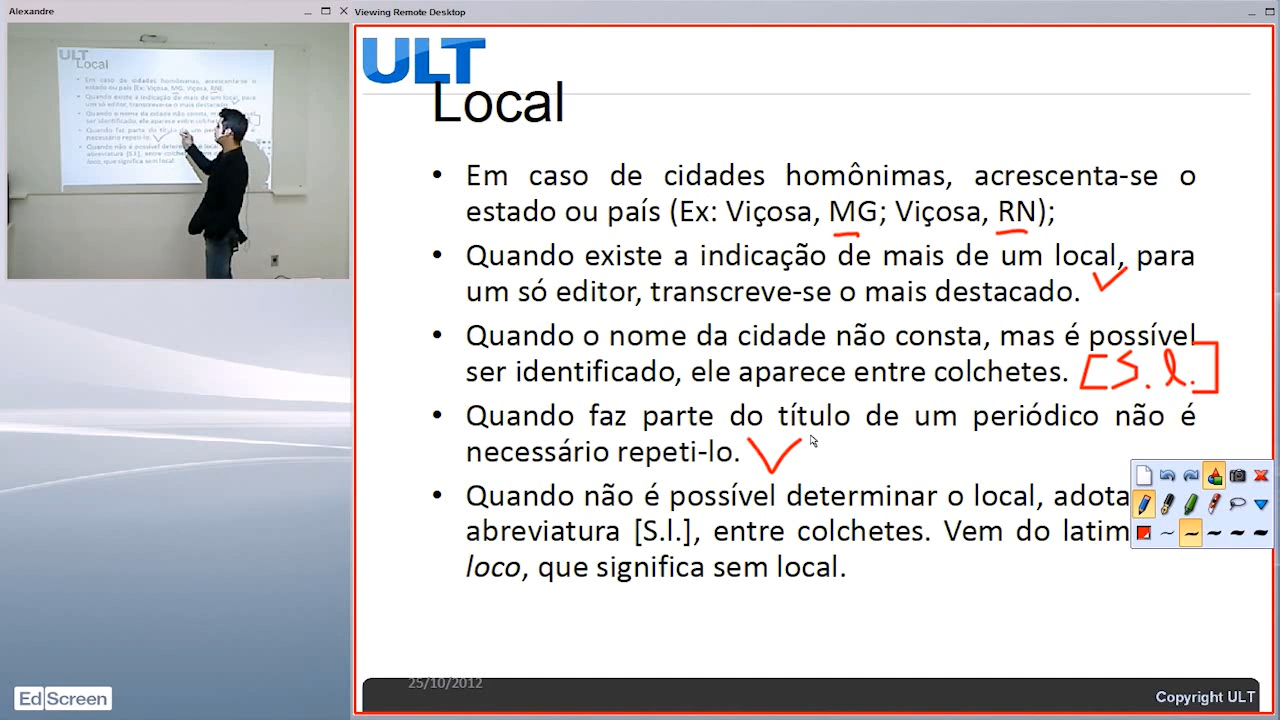 Alexandre
Viewing Remote Desktop
ULT
Local
• Em caso de cidades homônimas, acrescenta-se o
estado ou país (Ex: Viçosa, MG; Viçosa, RN);
• Quando existe a indicação de mais de um local, para
um só editor, transcreve-se o mais destacado.
• Quando o nome da cidade não consta, mas é possível
ser identificado, ele aparece entre colchetes. [S.l.]
• Quando faz parte do título de um periódico não é
necessário repeti-lo.
• Quando não é possível determinar o local, adota
abreviatura [S.l.], entre colchetes. Vem do latim
loco, que significa sem local.
25/10/2012
Copyright ULT
EdScreen